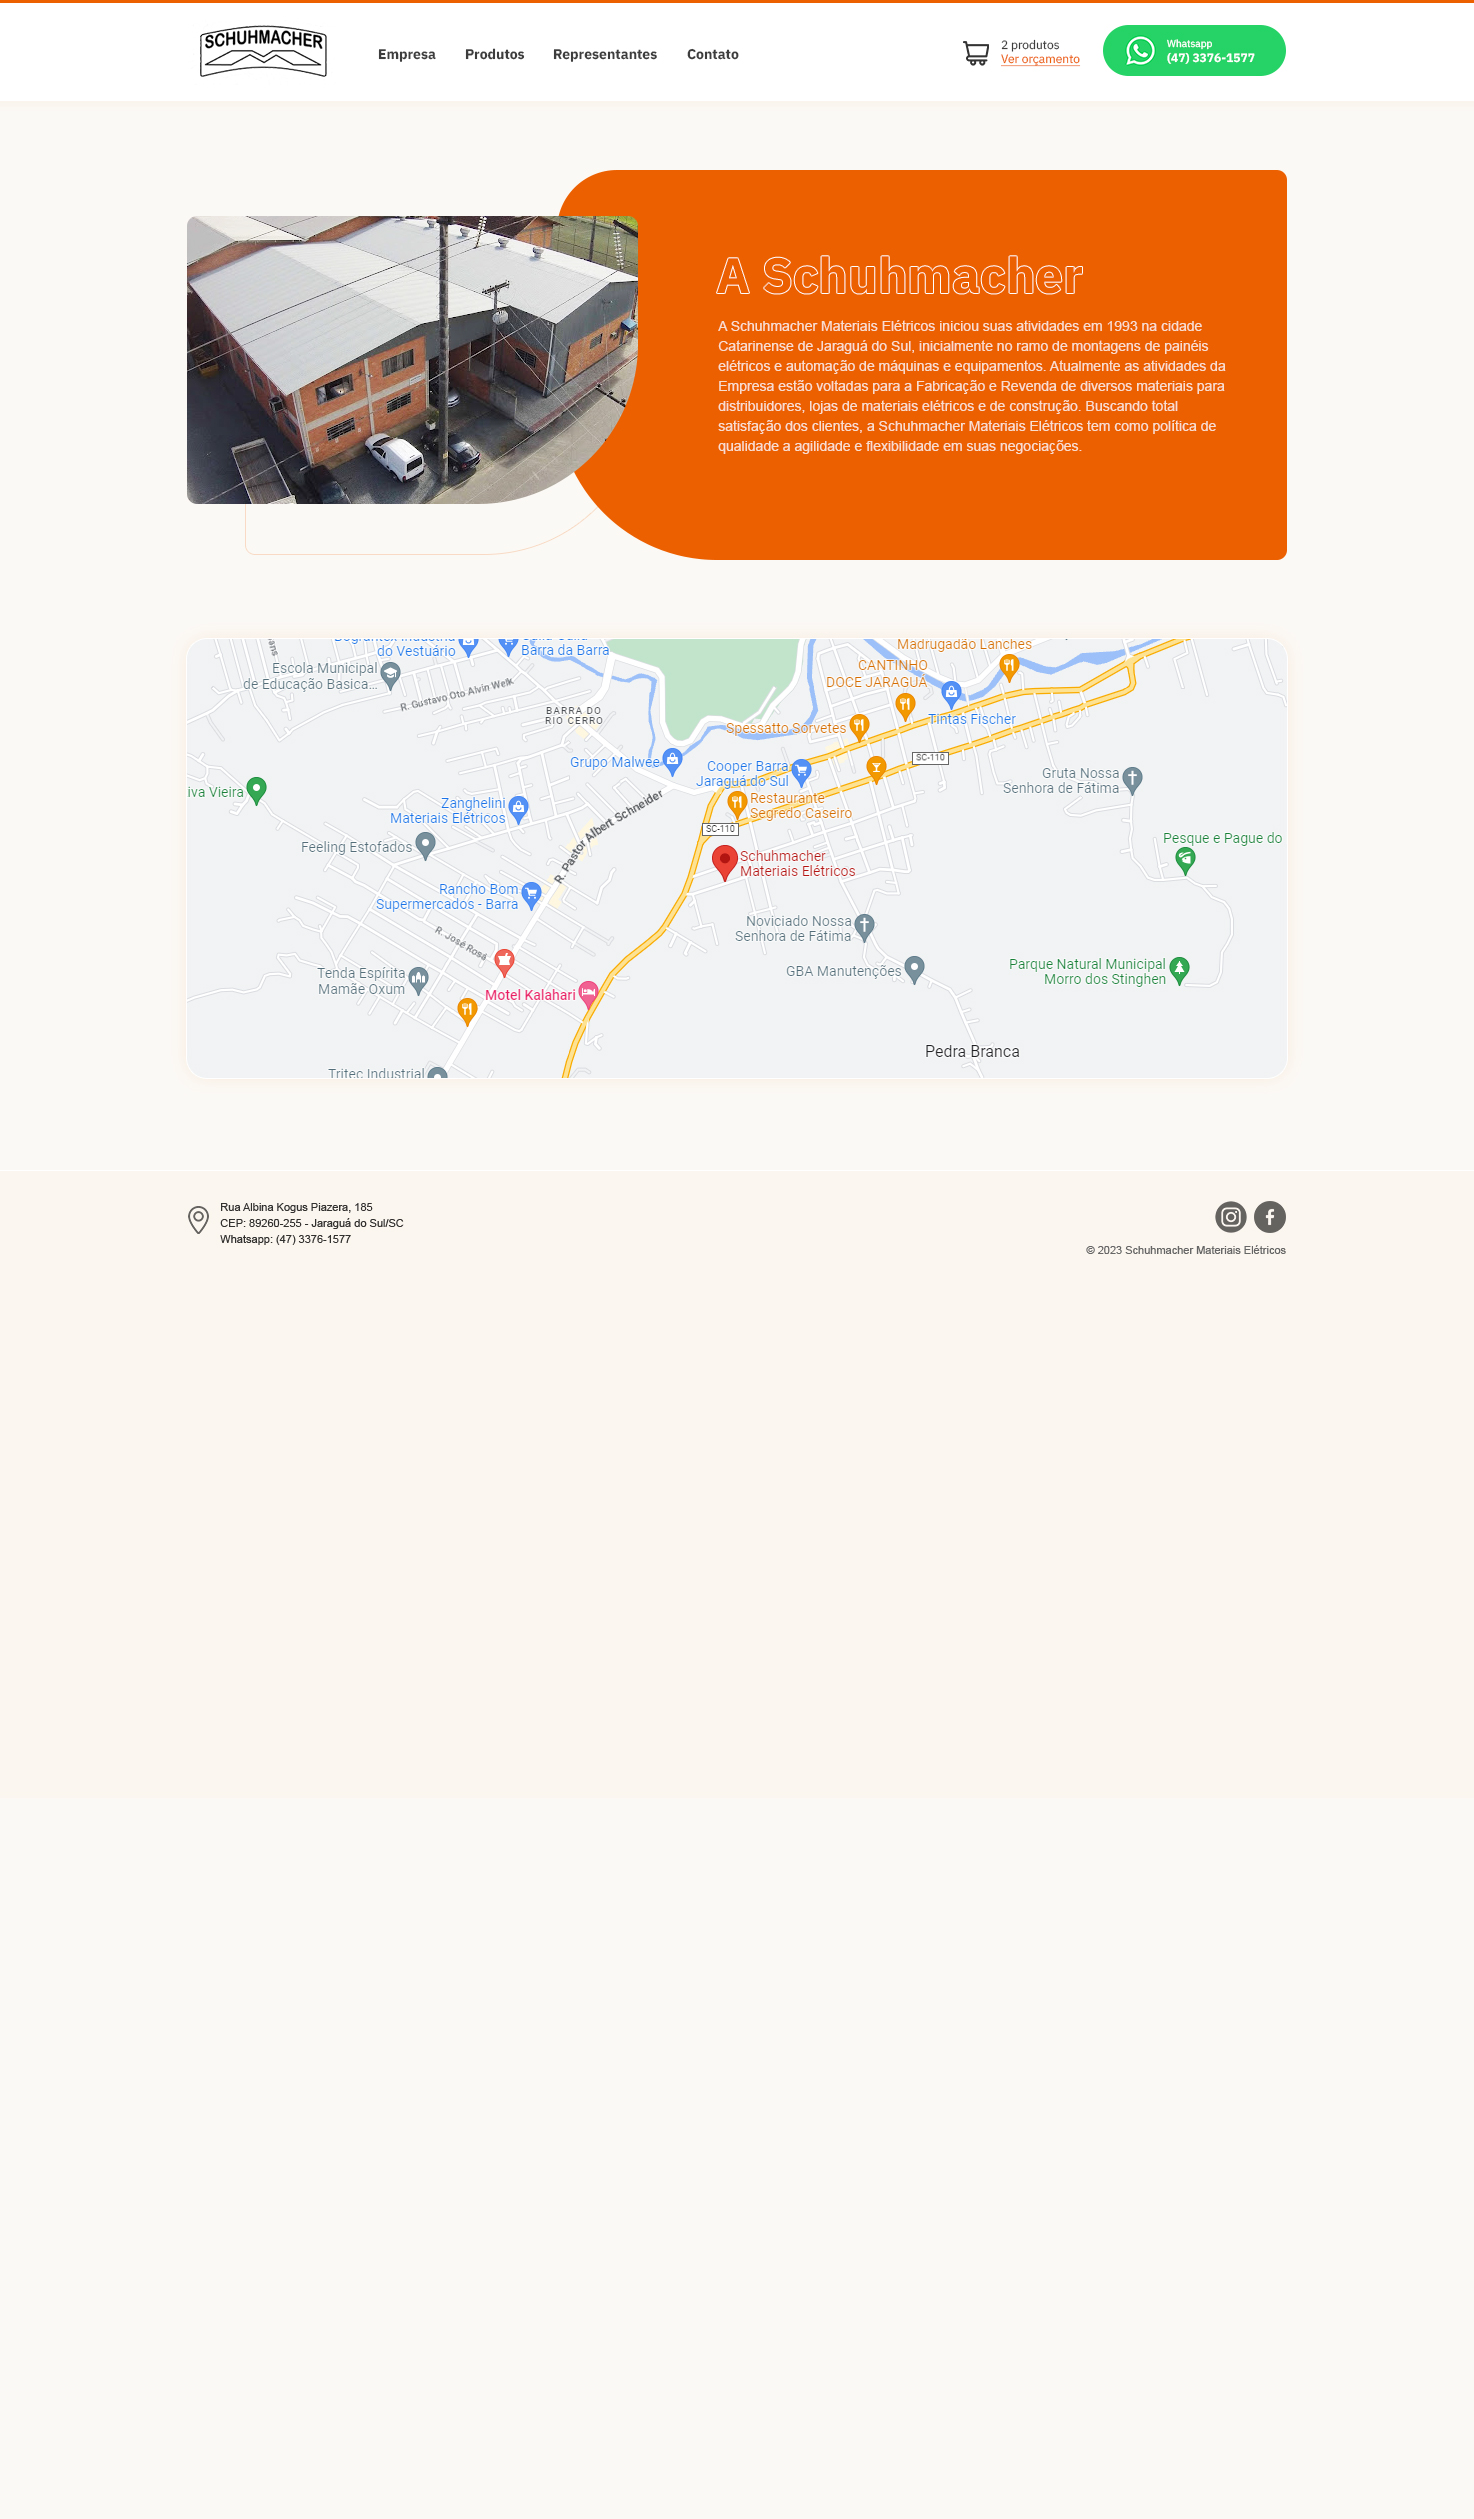 SCHUHMACHER
Empresa
Produtos
Representantes
Contato
2 produtos
Ver orçamento
Whatsapp
(47) 3376-1577
A Schuhmacher
A Schuhmacher Materiais Elétricos iniciou suas atividades em 1993 na cidade
Catarinense de Jaraguá do Sul, inicialmente no ramo de montagens de painéis
elétricos e automação de máquinas e equipamentos. Atualmente as atividades da
Empresa estão voltadas para a Fabricação e Revenda de diversos materiais para
distribuidores, lojas de materiais elétricos e de construção. Buscando total
satisfação dos clientes, a Schuhmacher Materiais Elétricos tem como política de
qualidade a agilidade e flexibilidade em suas negociações.
do Vestuário
Barra da Barra
Madrugadão Lanches
Escola Municipal
de Educação Basica...
R. Gustavo Oto Alvin Welk
CANTINHO
DOCE JARAGUA
BARRA DO
RIO CERRO
Tintas Fischer
Spessatto Sorvetes
Grupo Malwee
Cooper Barra
Jaraguá do Sul
SC-110
Gruta Nossa
Senhora de Fátima
iva Vieira
Zanghelini
Materiais Elétricos
R. Pastor Albert Schneider
Restaurante
Segredo Caseiro
SC-110
Feeling Estofados
Pesque e Pague do
Schuhmacher
Materiais Elétricos
Rancho Bom
Supermercados - Barra
R. José Rosá
Noviciado Nossa
Senhora de Fátima
Tenda Espírita
Mamãe Oxum
GBA Manutenções
Parque Natural Municipal
Morro dos Stinghen
Motel Kalahari
Pedra Branca
Tritec Industrial
Rua Albina Kogus Piazera, 185
CEP: 89260-255 - Jaraguá do Sul/SC
Whatsapp: (47) 3376-1577
© 2023 Schuhmacher Materiais Elétricos